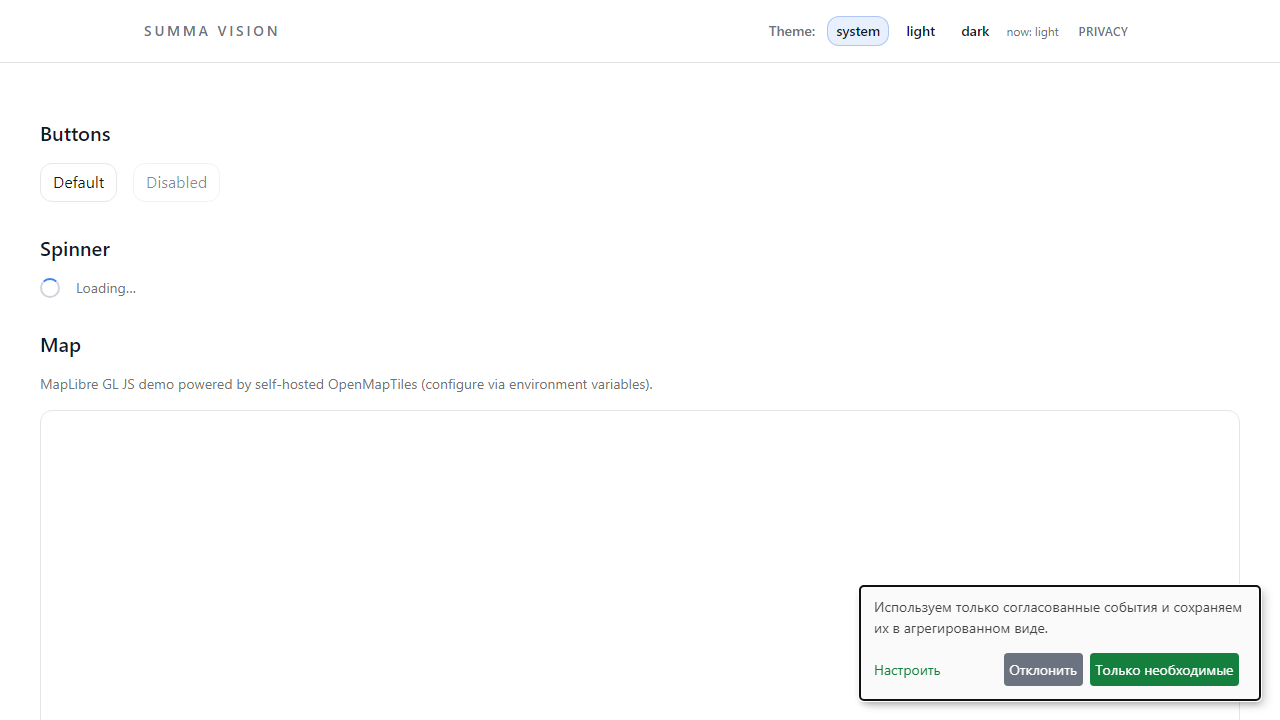 SUMMA VISION
Theme: system light dark now: light PRIVACY
Buttons
Default Disabled
Spinner
Loading...
Map
MapLibre GL JS demo powered by self-hosted OpenMapTiles (configure via environment variables).
Используем только согласованные события и сохраняем
их в агрегированном виде.
Настроить Отклонить Только необходимые